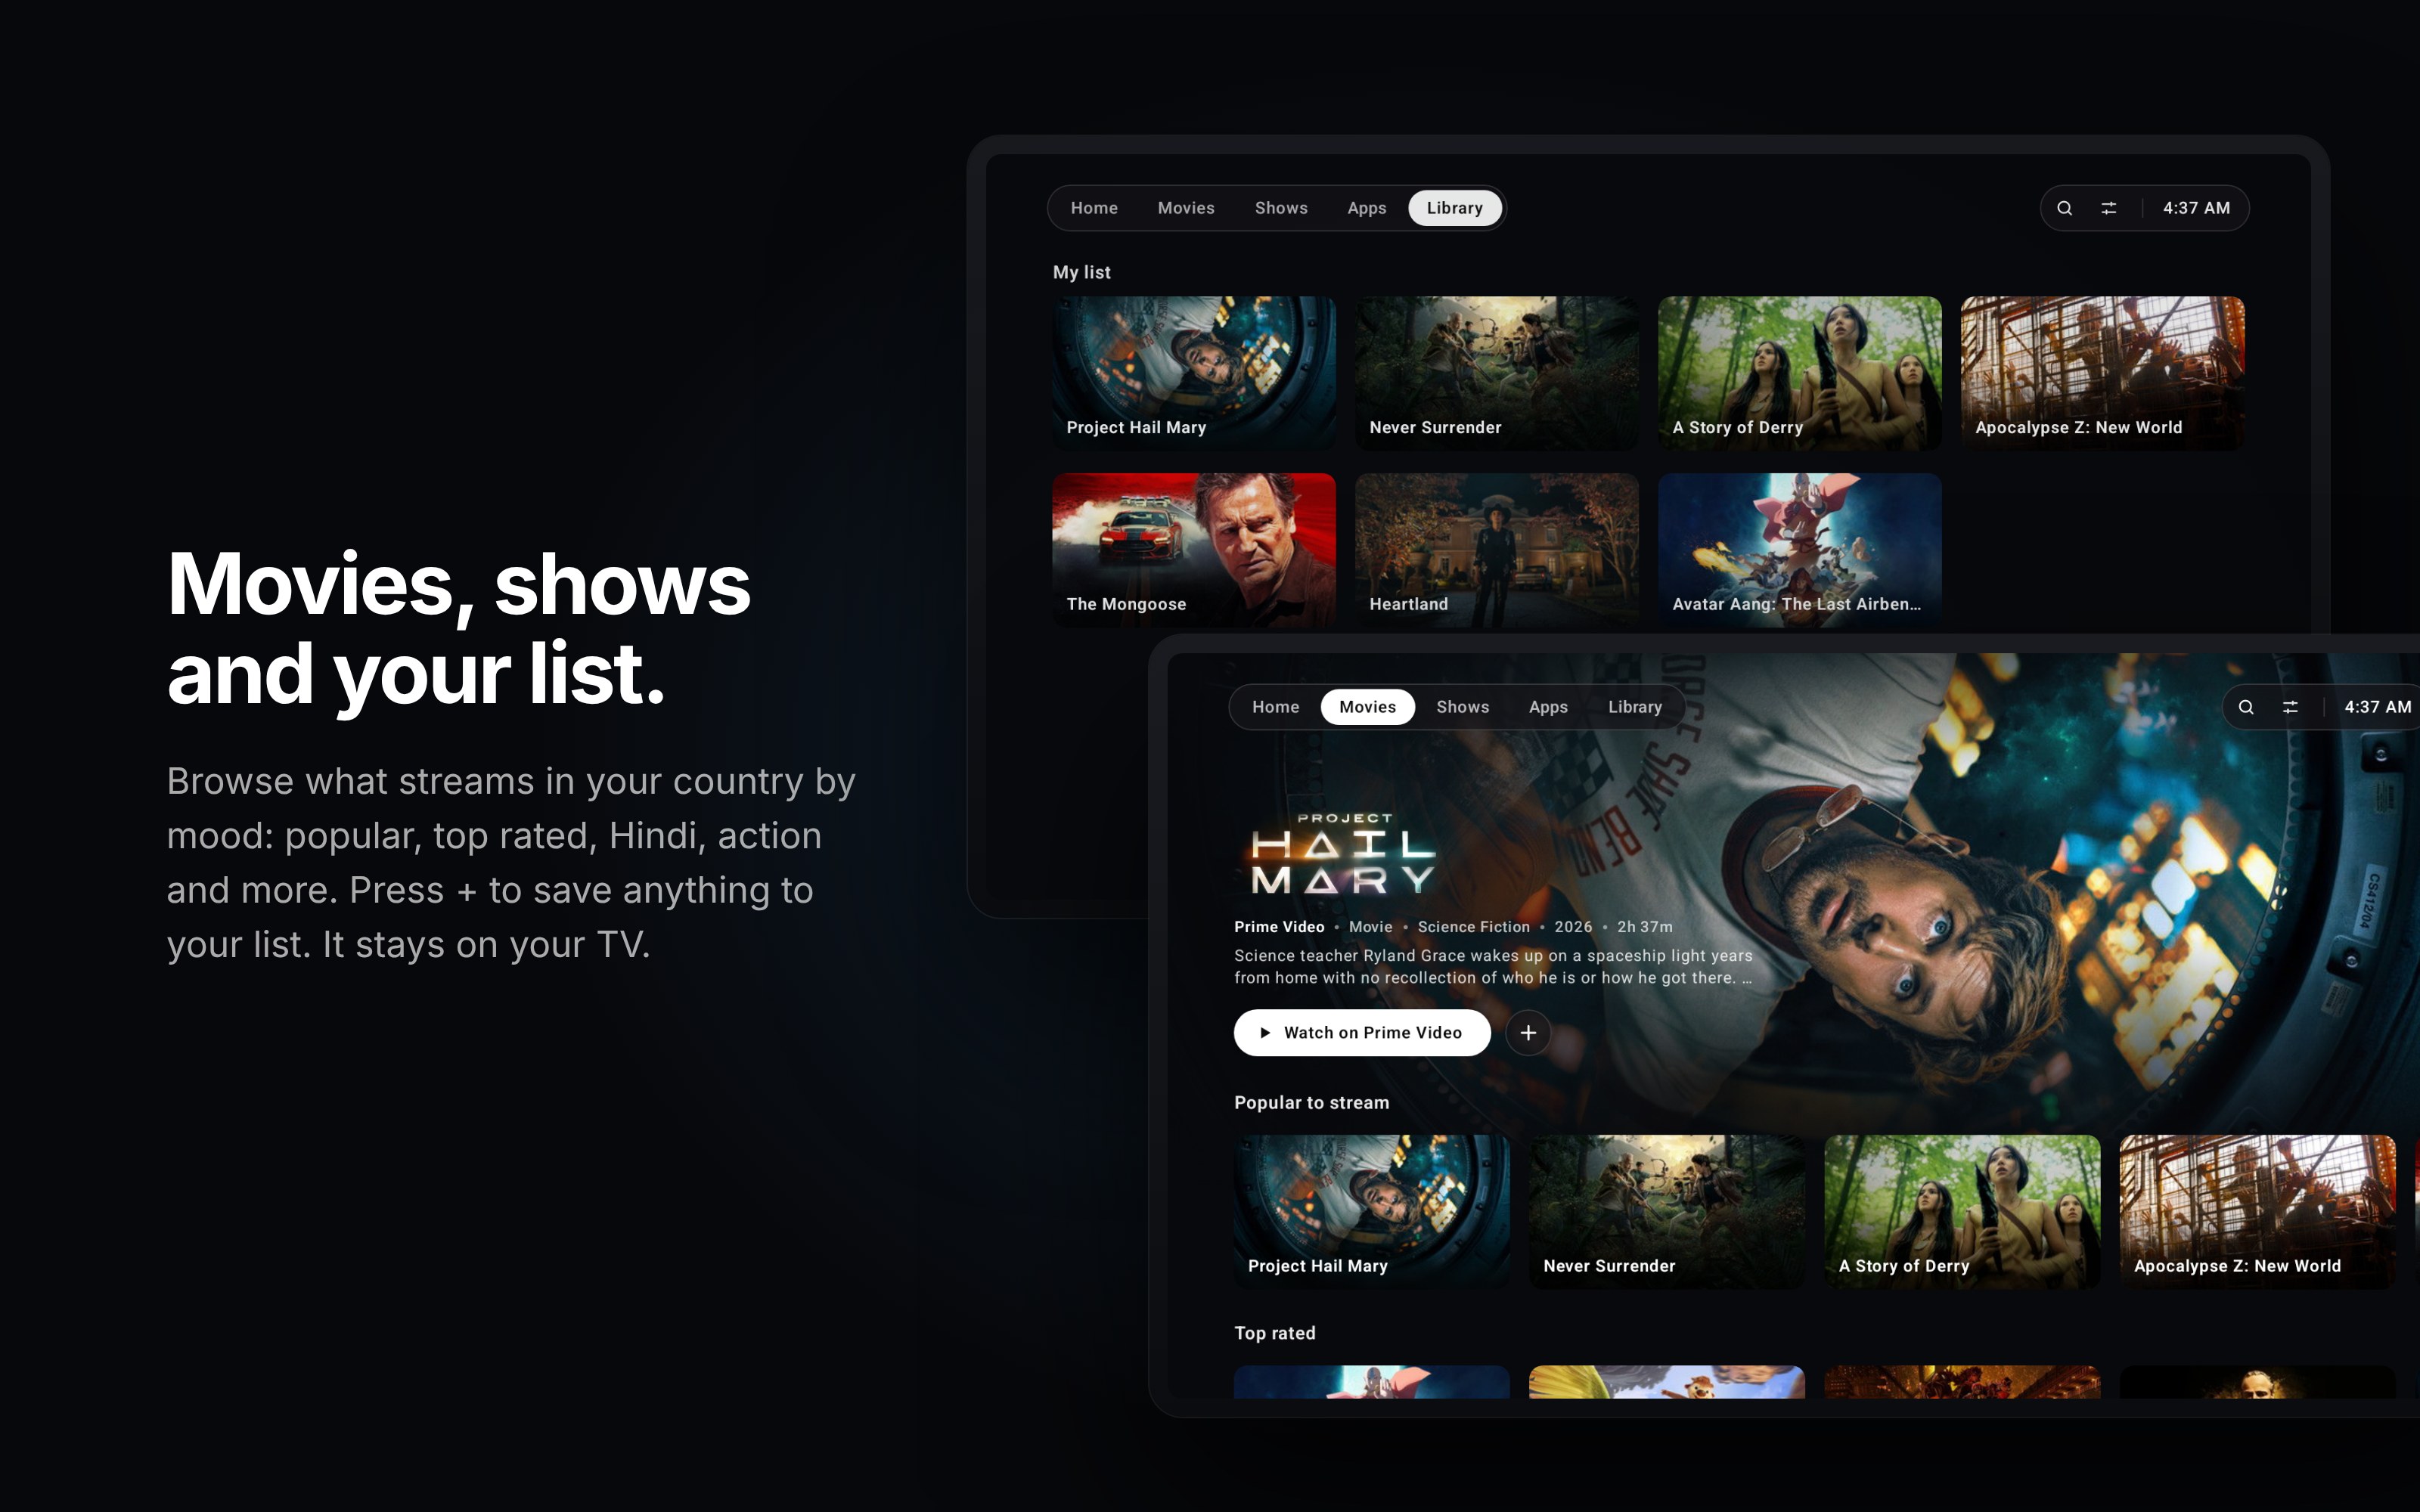 Movies, shows
and your list.
Browse what streams in your country by
mood: popular, top rated, Hindi, action
and more. Press + to save anything to
your list. It stays on your TV.
Home Movies Shows Apps Library
4:37 AM
My list
Project Hail Mary
Never Surrender
A Story of Derry
Apocalypse Z: New World
The Mongoose
Heartland
Avatar Aang: The Last Airben…
Home Movies Shows Apps Library
4:37 AM
PROJECT
HAIL
MARY
Prime Video • Movie • Science Fiction • 2026 • 2h 37m
Science teacher Ryland Grace wakes up on a spaceship light years
from home with no recollection of who he is or how he got there. …
Watch on Prime Video
Popular to stream
Project Hail Mary
Never Surrender
A Story of Derry
Apocalypse Z: New World
Top rated
CS412/04